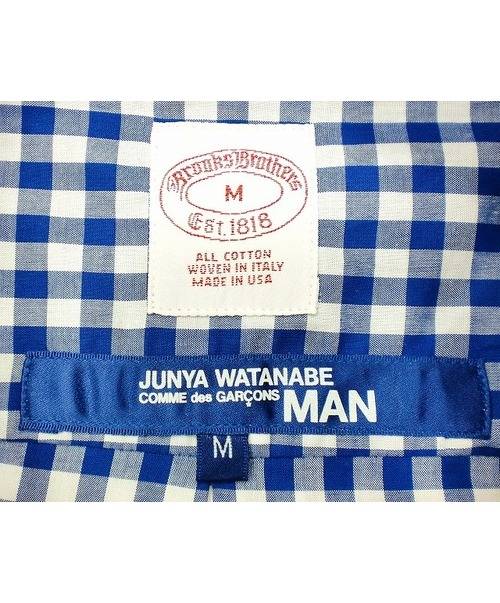 Brooks Brothers
M
Est. 1818
ALL COTTON
WOVEN IN ITALY
MADE IN USA
JUNYA WATANABE
COMME des GARÇONS MAN
M